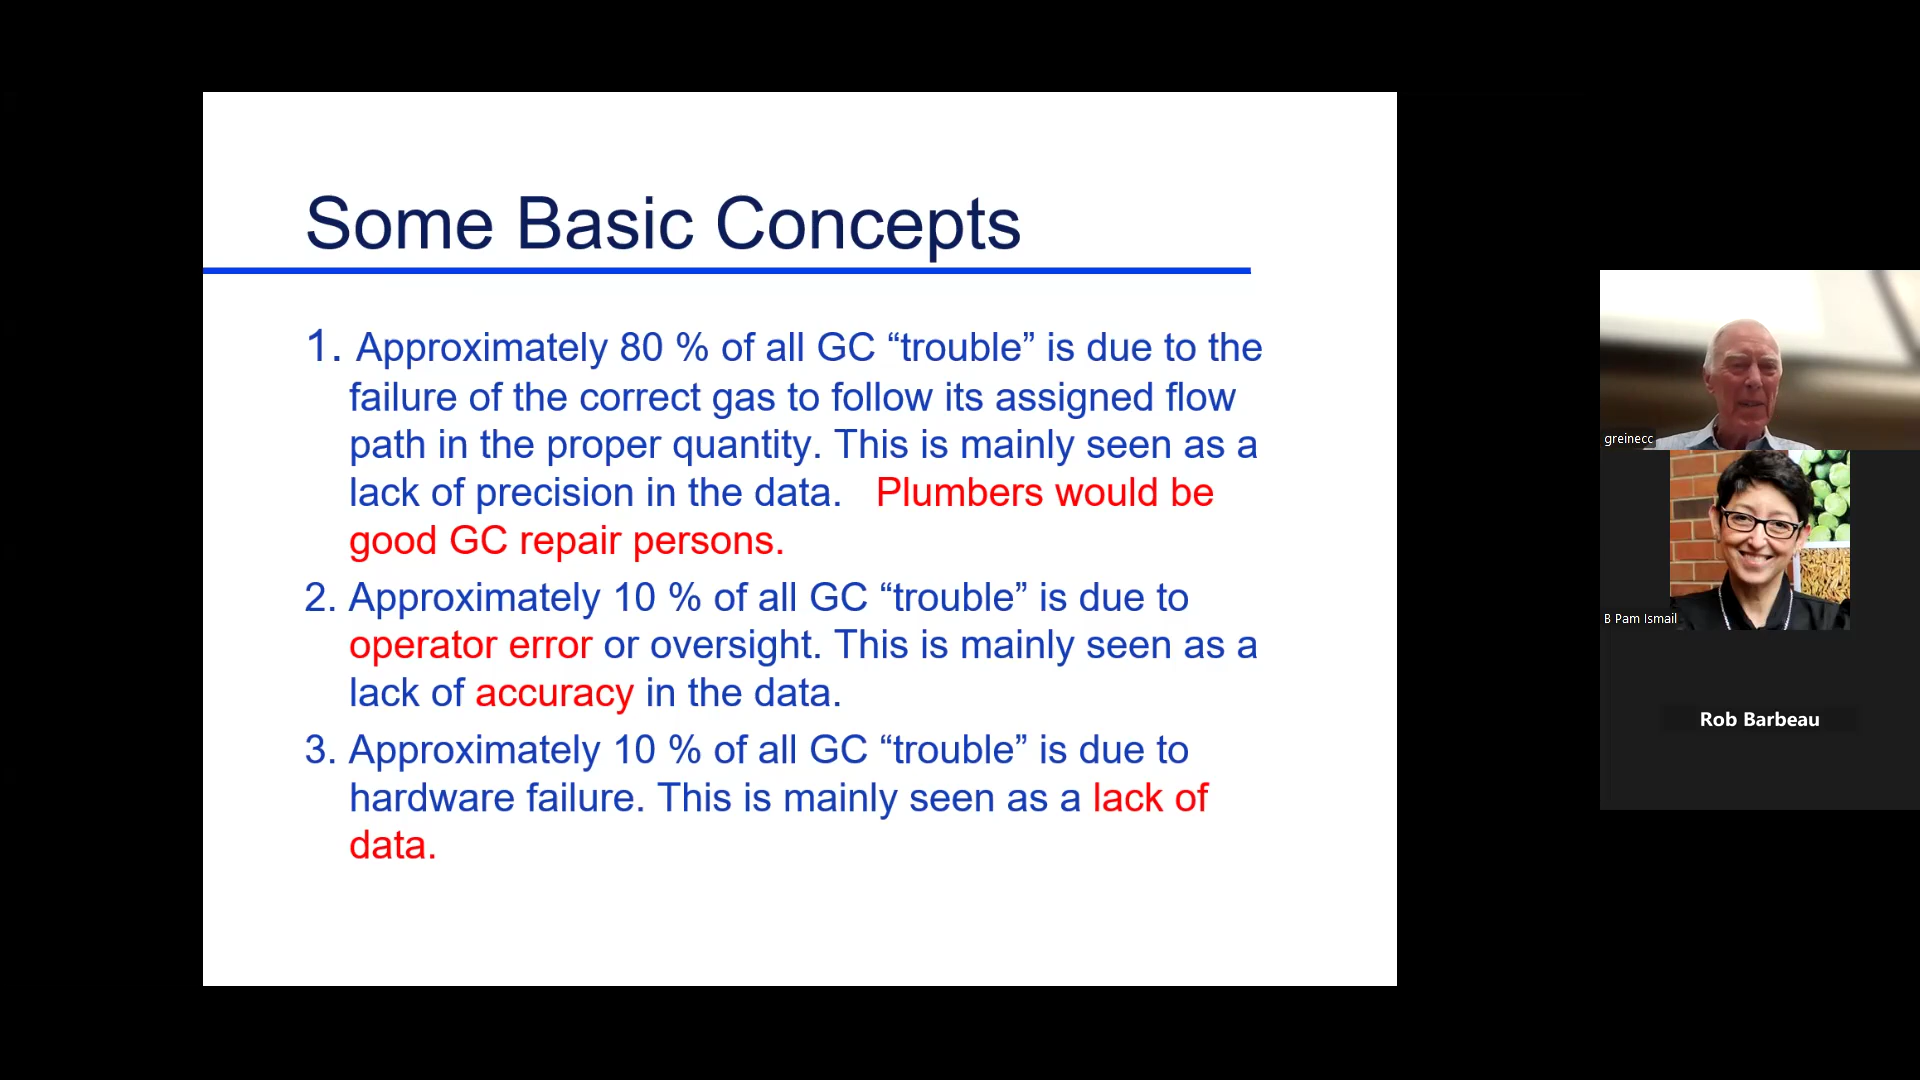 Some Basic Concepts
1. Approximately 80 % of all GC “trouble” is due to the
failure of the correct gas to follow its assigned flow
path in the proper quantity. This is mainly seen as a
lack of precision in the data. Plumbers would be
good GC repair persons.
2. Approximately 10 % of all GC “trouble” is due to
operator error or oversight. This is mainly seen as a
lack of accuracy in the data.
3. Approximately 10 % of all GC “trouble” is due to
hardware failure. This is mainly seen as a lack of
data.
greinecc
B Pam Ismail
Rob Barbeau